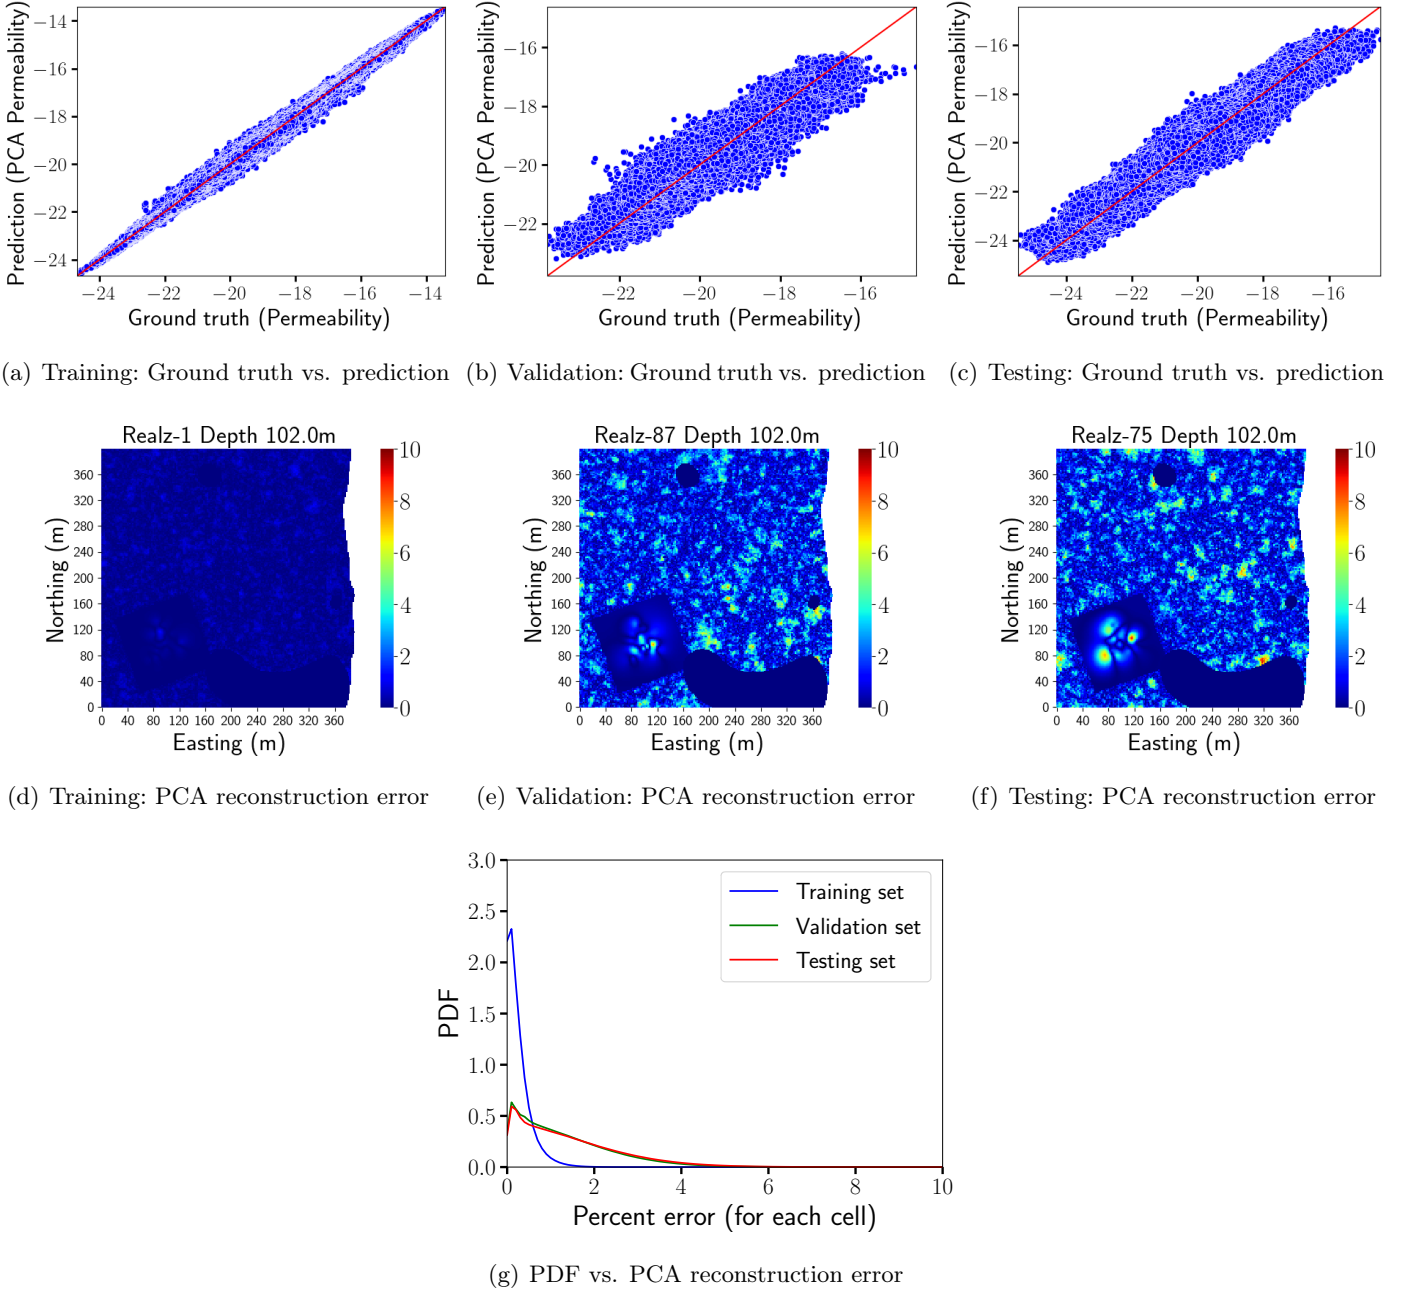 Prediction (PCA Permeability)
−14
−16
−18
−20
−22
−24
−24 −22 −20 −18 −16 −14
Ground truth (Permeability)
(a) Training: Ground truth vs. prediction
Prediction (PCA Permeability)
−16
−18
−20
−22
−22 −20 −18 −16
Ground truth (Permeability)
(b) Validation: Ground truth vs. prediction
Prediction (PCA Permeability)
−16
−18
−20
−22
−24
−24 −22 −20 −18 −16
Ground truth (Permeability)
(c) Testing: Ground truth vs. prediction
Realz-1 Depth 102.0m
Northing (m)
360
320
280
240
200
160
120
80
40
0
0 40 80 120 160 200 240 280 320 360
Easting (m)
10
8
6
4
2
0
(d) Training: PCA reconstruction error
Realz-87 Depth 102.0m
Northing (m)
360
320
280
240
200
160
120
80
40
0
0 40 80 120 160 200 240 280 320 360
Easting (m)
10
8
6
4
2
0
(e) Validation: PCA reconstruction error
Realz-75 Depth 102.0m
Northing (m)
360
320
280
240
200
160
120
80
40
0
0 40 80 120 160 200 240 280 320 360
Easting (m)
10
8
6
4
2
0
(f) Testing: PCA reconstruction error
PDF
3.0
2.5
2.0
1.5
1.0
0.5
0.0
0 2 4 6 8 10
Percent error (for each cell)
Training set
Validation set
Testing set
(g) PDF vs. PCA reconstruction error